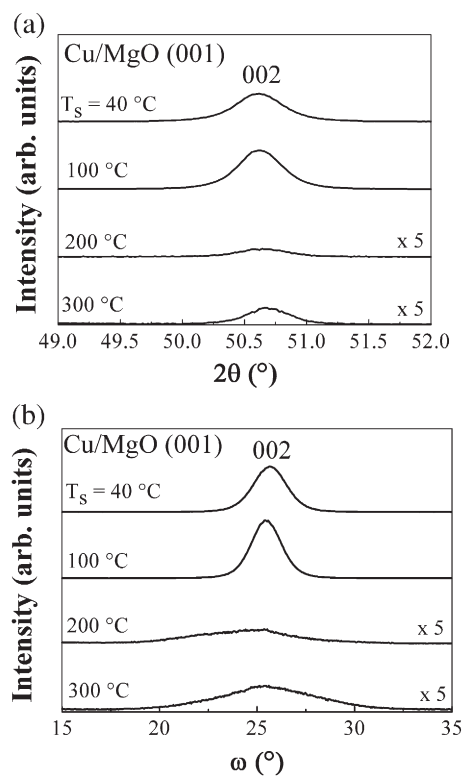 (a)
Cu/MgO (001)
002
Ts = 40 °C
100 °C
200 °C
x 5
300 °C
x 5
Intensity (arb. units)
49.0 49.5 50.0 50.5 51.0 51.5 52.0
2θ (°)
(b)
Cu/MgO (001)
002
Ts = 40 °C
100 °C
200 °C
x 5
300 °C
x 5
Intensity (arb. units)
15 20 25 30 35
ω (°)